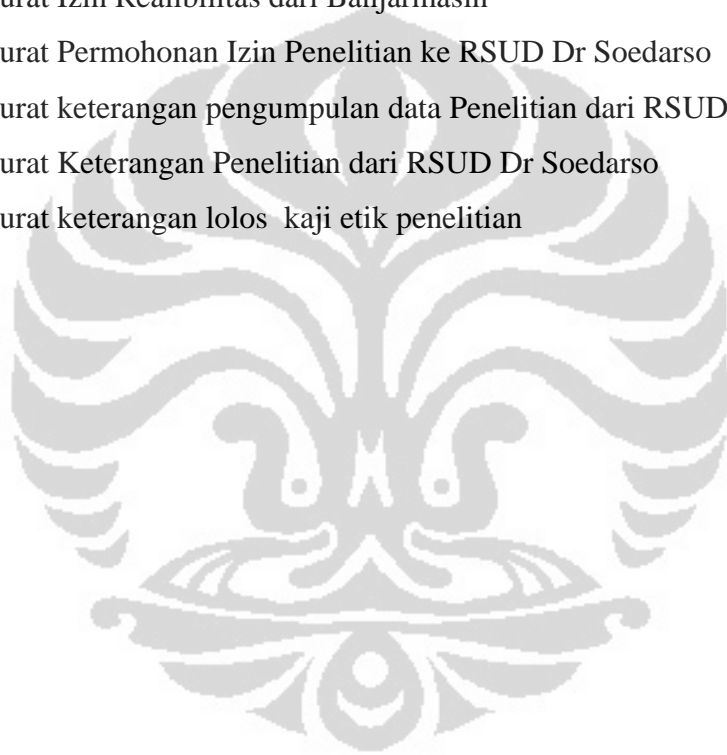 urat Izin Realibilitas dari Banjarmasin
urat Permohonan Izin Penelitian ke RSUD Dr Soedarso
urat keterangan pengumpulan data Penelitian dari RSUD
urat Keterangan Penelitian dari RSUD Dr Soedarso
urat keterangan lolos kaji etik penelitian